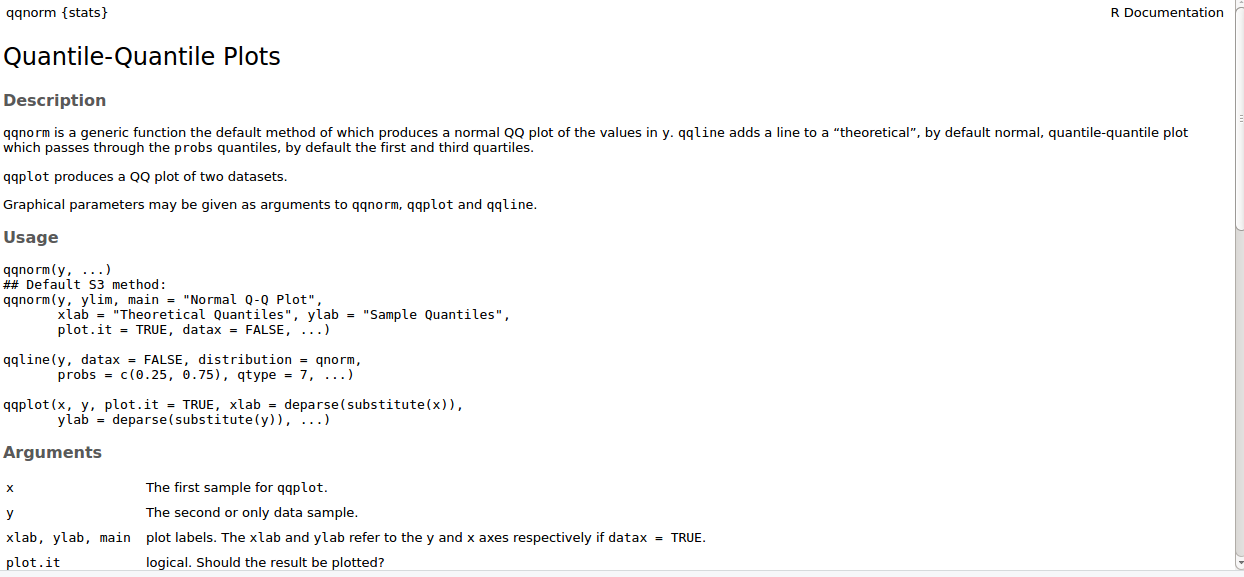 qqnorm {stats}
R Documentation
Quantile-Quantile Plots
Description
qqnorm is a generic function the default method of which produces a normal QQ plot of the values in y. qqline adds a line to a “theoretical”, by default normal, quantile-quantile plot
which passes through the probs quantiles, by default the first and third quartiles.
qqplot produces a QQ plot of two datasets.
Graphical parameters may be given as arguments to qqnorm, qqplot and qqline.
Usage
qqnorm(y, ...)
## Default S3 method:
qqnorm(y, ylim, main = "Normal Q-Q Plot",
       xlab = "Theoretical Quantiles", ylab = "Sample Quantiles",
       plot.it = TRUE, datax = FALSE, ...)
qqline(y, datax = FALSE, distribution = qnorm,
       probs = c(0.25, 0.75), qtype = 7, ...)
qqplot(x, y, plot.it = TRUE, xlab = deparse(substitute(x)),
       ylab = deparse(substitute(y)), ...)
Arguments
x The first sample for qqplot.
y The second or only data sample.
xlab, ylab, main plot labels. The xlab and ylab refer to the y and x axes respectively if datax = TRUE.
plot.it logical. Should the result be plotted?